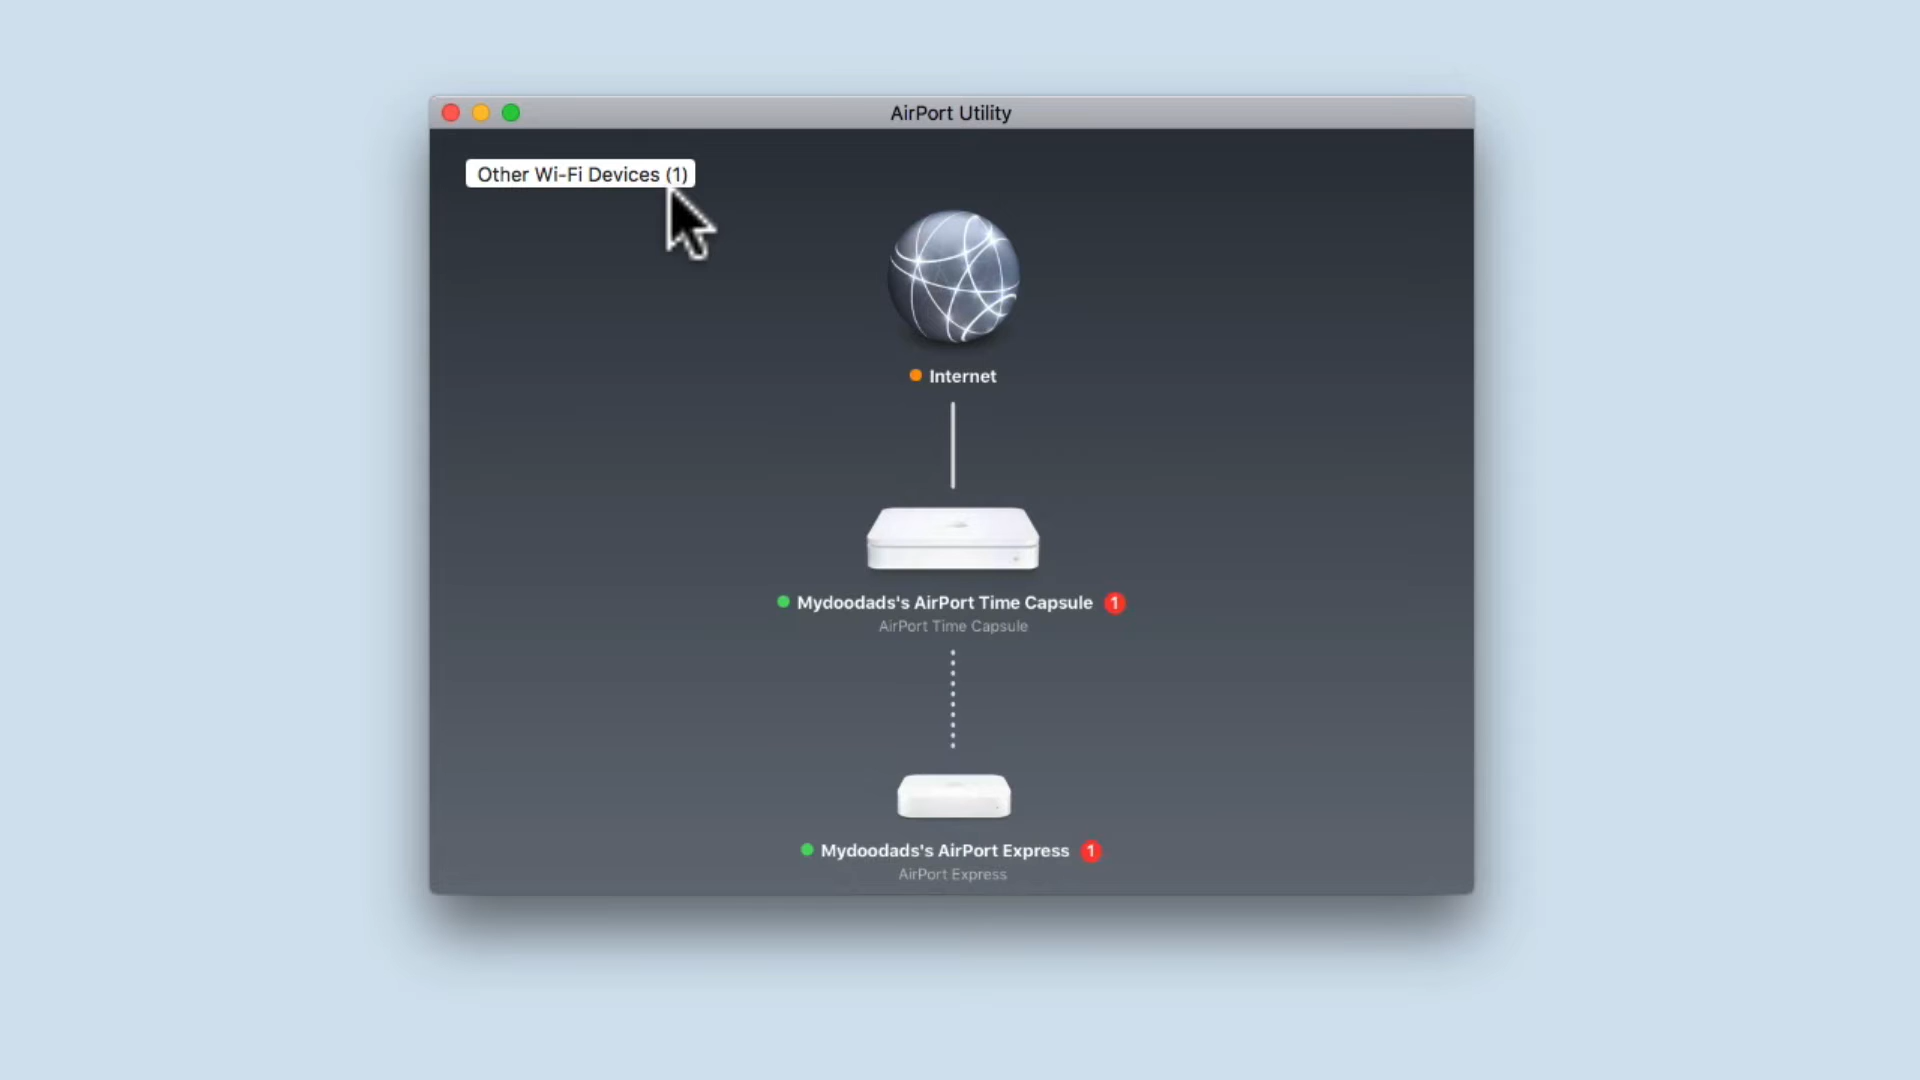 AirPort Utility
Other Wi-Fi Devices (1)
Internet
Mydoodads's AirPort Time Capsule 1
AirPort Time Capsule
Mydoodads's AirPort Express 1
AirPort Express